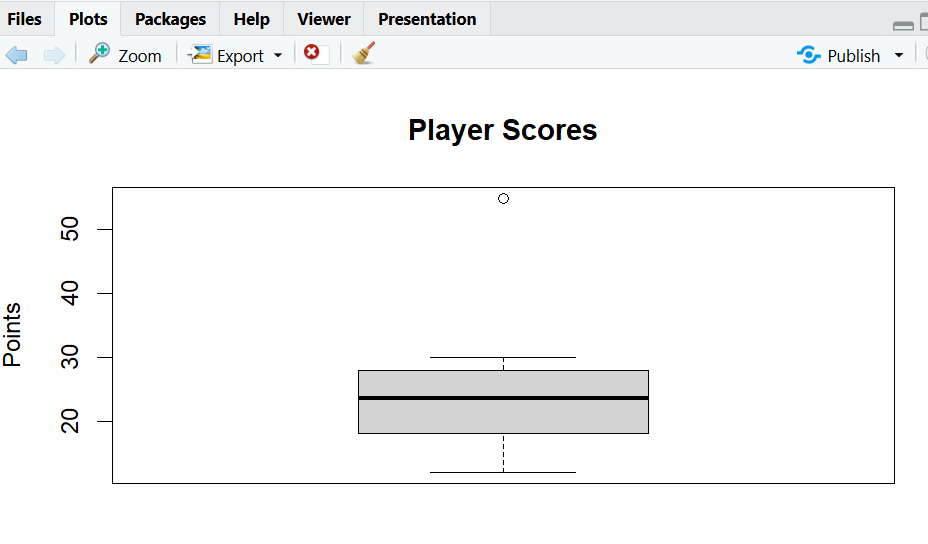 Files Plots Packages Help Viewer Presentation
Zoom Export Publish
Player Scores
Points
50
40
30
20